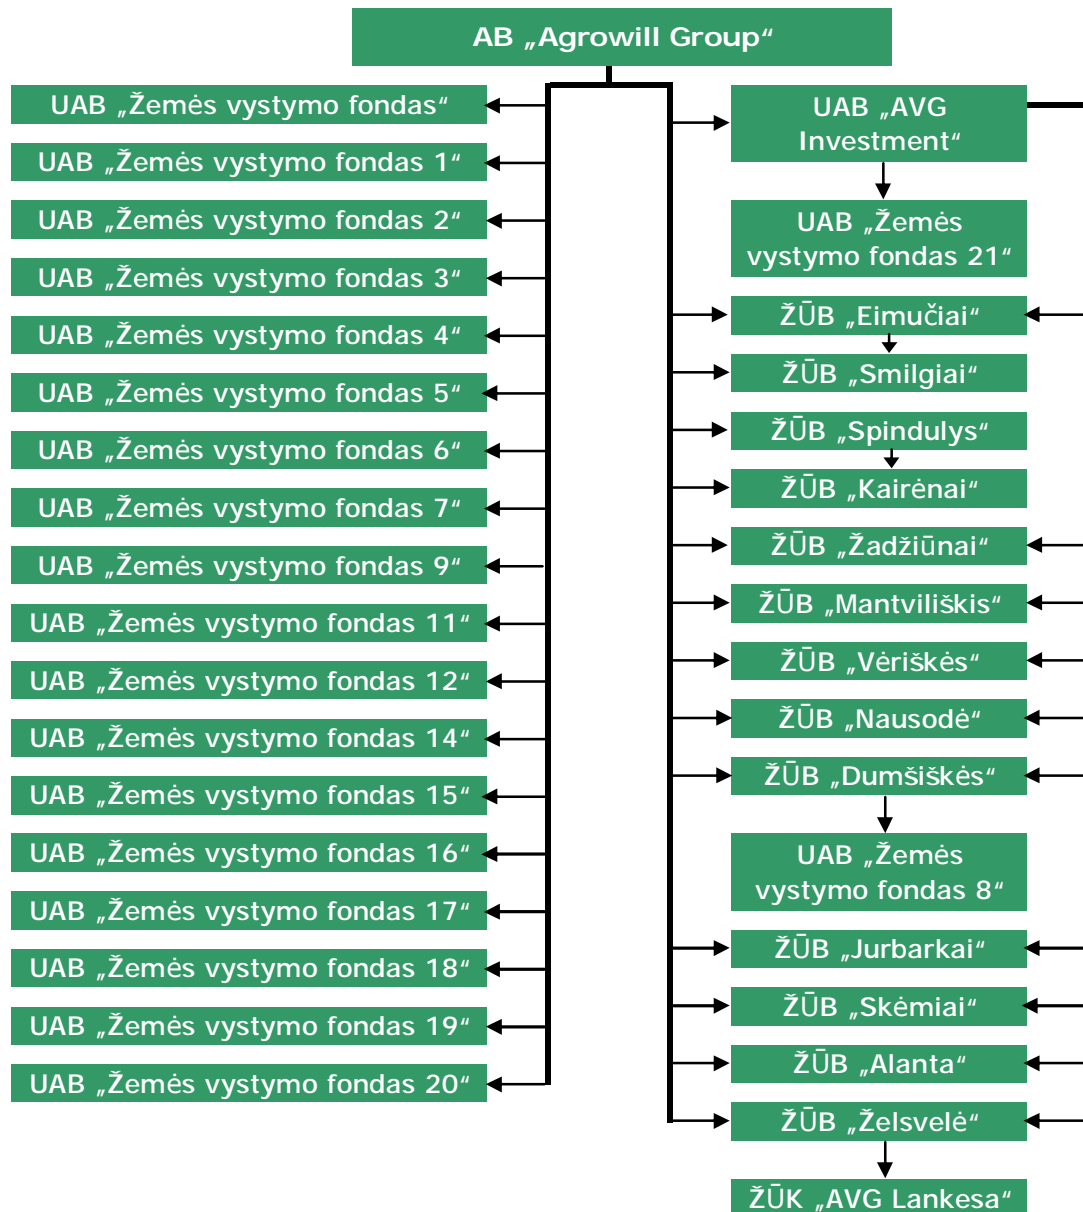 AB „Agrowill Group“
UAB „Žemės vystymo fondas“
UAB „Žemės vystymo fondas 1“
UAB „Žemės vystymo fondas 2“
UAB „Žemės vystymo fondas 3“
UAB „Žemės vystymo fondas 4“
UAB „Žemės vystymo fondas 5“
UAB „Žemės vystymo fondas 6“
UAB „Žemės vystymo fondas 7“
UAB „Žemės vystymo fondas 9“
UAB „Žemės vystymo fondas 11“
UAB „Žemės vystymo fondas 12“
UAB „Žemės vystymo fondas 14“
UAB „Žemės vystymo fondas 15“
UAB „Žemės vystymo fondas 16“
UAB „Žemės vystymo fondas 17“
UAB „Žemės vystymo fondas 18“
UAB „Žemės vystymo fondas 19“
UAB „Žemės vystymo fondas 20“
UAB „AVG
Investment“
UAB „Žemės
vystymo fondas 21“
ŽŪB „Eimučiai“
ŽŪB „Smilgiai“
ŽŪB „Spindulys“
ŽŪB „Kairėnai“
ŽŪB „Žadžiūnai“
ŽŪB „Mantviliškis“
ŽŪB „Vėriškės“
ŽŪB „Nausodė“
ŽŪB „Dumšiškės“
UAB „Žemės
vystymo fondas 8“
ŽŪB „Jurbarkai“
ŽŪB „Skėmiai“
ŽŪB „Alanta“
ŽŪB „Želsvelė“
ŽŪK „AVG Lankesa“